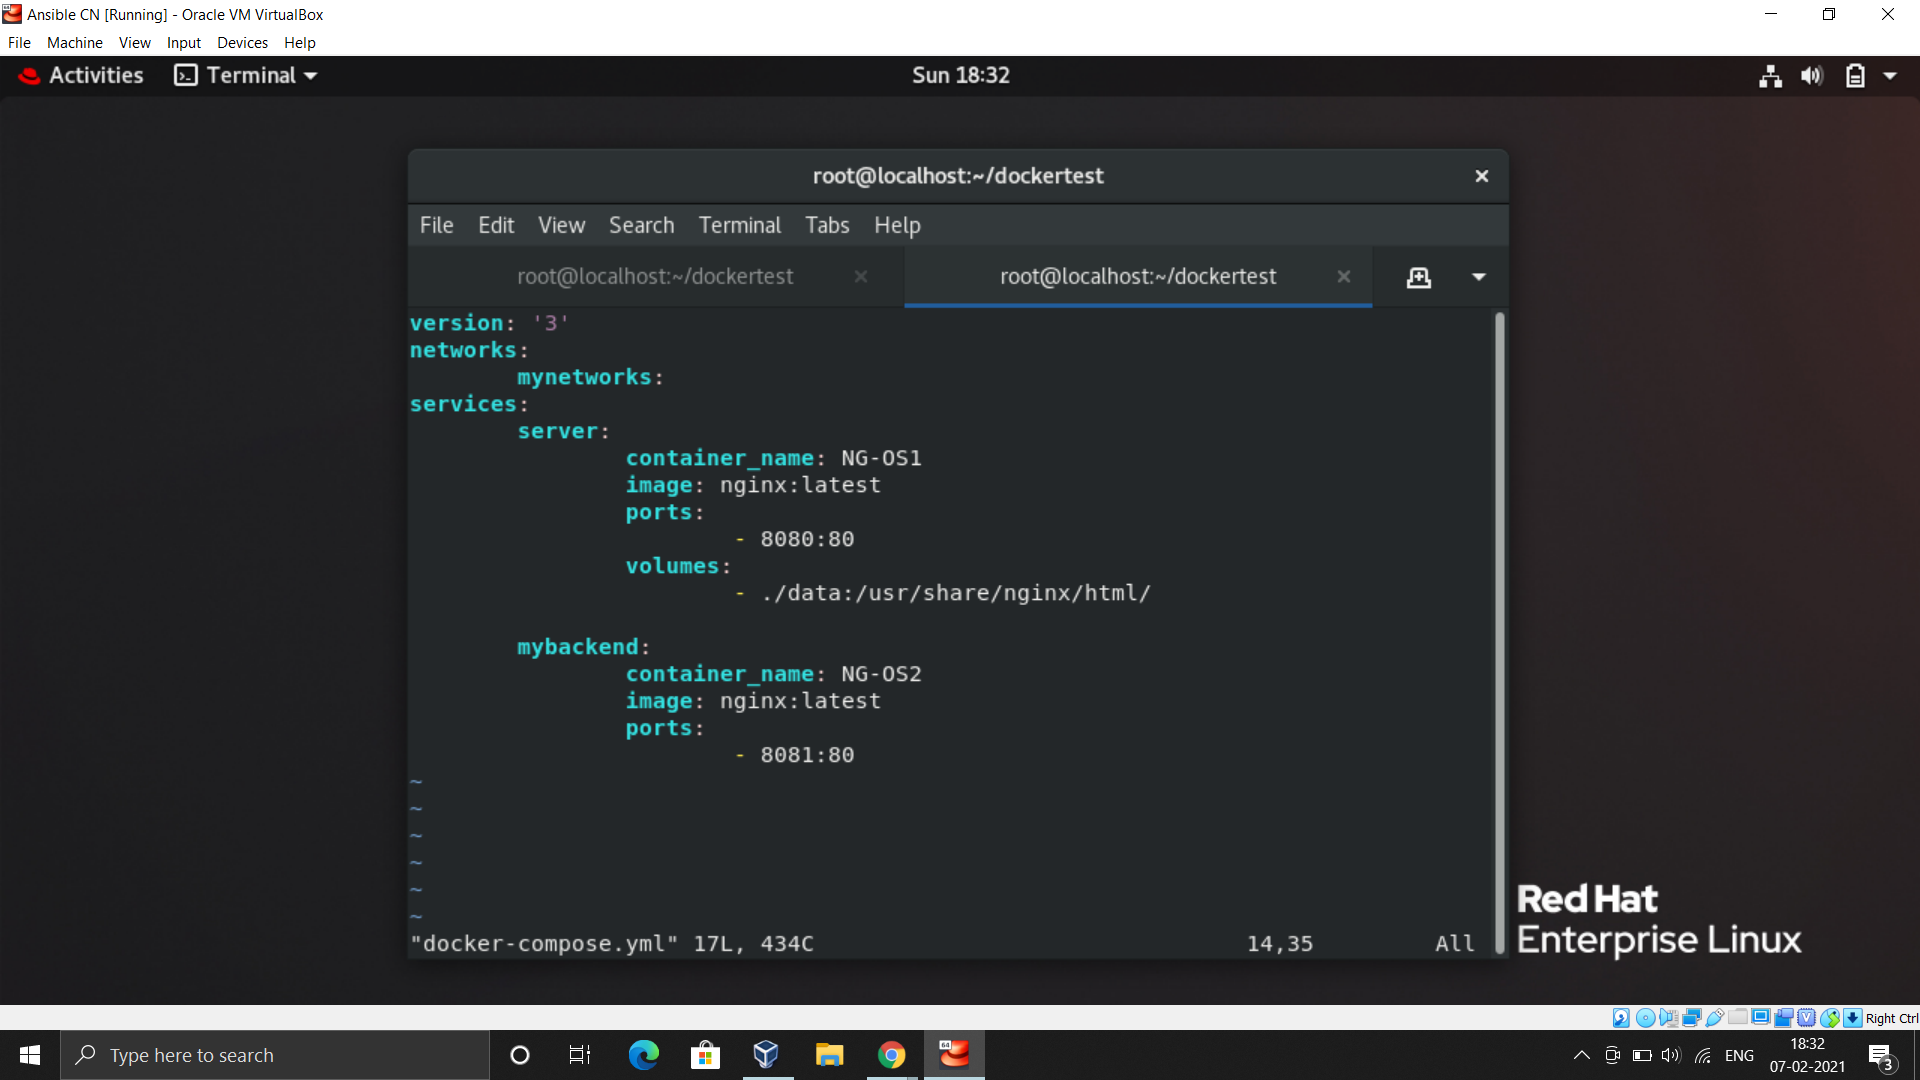 Ansible CN [Running] - Oracle VM VirtualBox
File Machine View Input Devices Help
Activities Terminal Sun 18:32
root@localhost:~/dockertest
File Edit View Search Terminal Tabs Help
root@localhost:~/dockertest root@localhost:~/dockertest
version: '3'
networks:
        mynetworks:
services:
        server:
                container_name: NG-OS1
                image: nginx:latest
                ports:
                        - 8080:80
                volumes:
                        - ./data:/usr/share/nginx/html/
        mybackend:
                container_name: NG-OS2
                image: nginx:latest
                ports:
                        - 8081:80
~
~
~
~
~
~
"docker-compose.yml" 17L, 434C 14,35 All
Red Hat
Enterprise Linux
Right Ctrl
Type here to search
64
ENG
18:32
07-02-2021
3